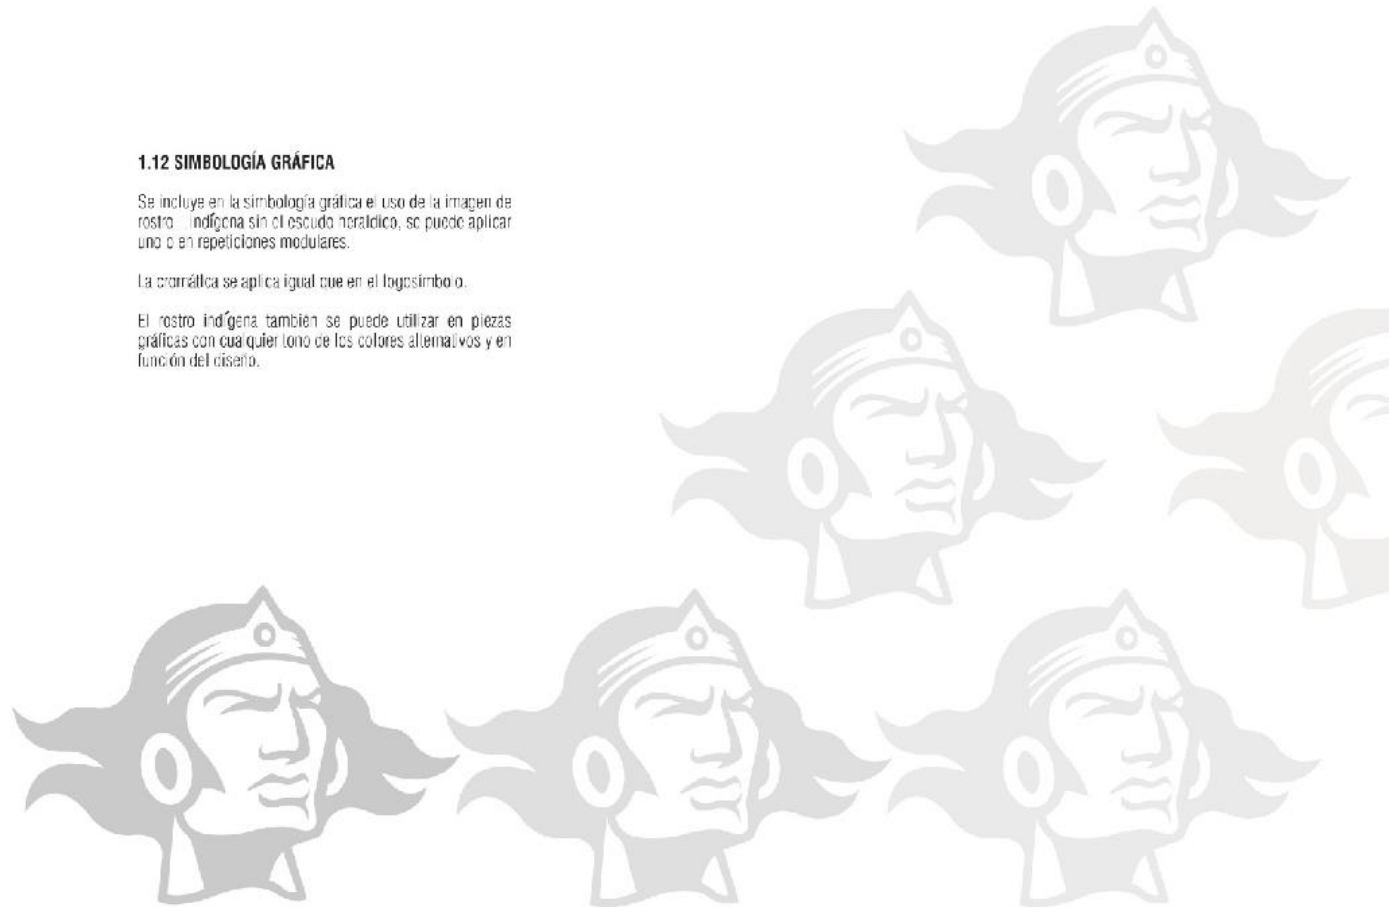 1.12 SIMBOLOGÍA GRÁFICA
Se incluye en la simbología gráfica el uso de la imagen de
rostro indígena sin el escudo heraldico, se puede aplicar
uno o en repeticiones modulares.
La cromática se aplica igual que en el logosímbolo.
El rostro indígena también se puede utilizar en piezas
gráficas con cualquier tono de los colores alternativos y en
función del diseño.